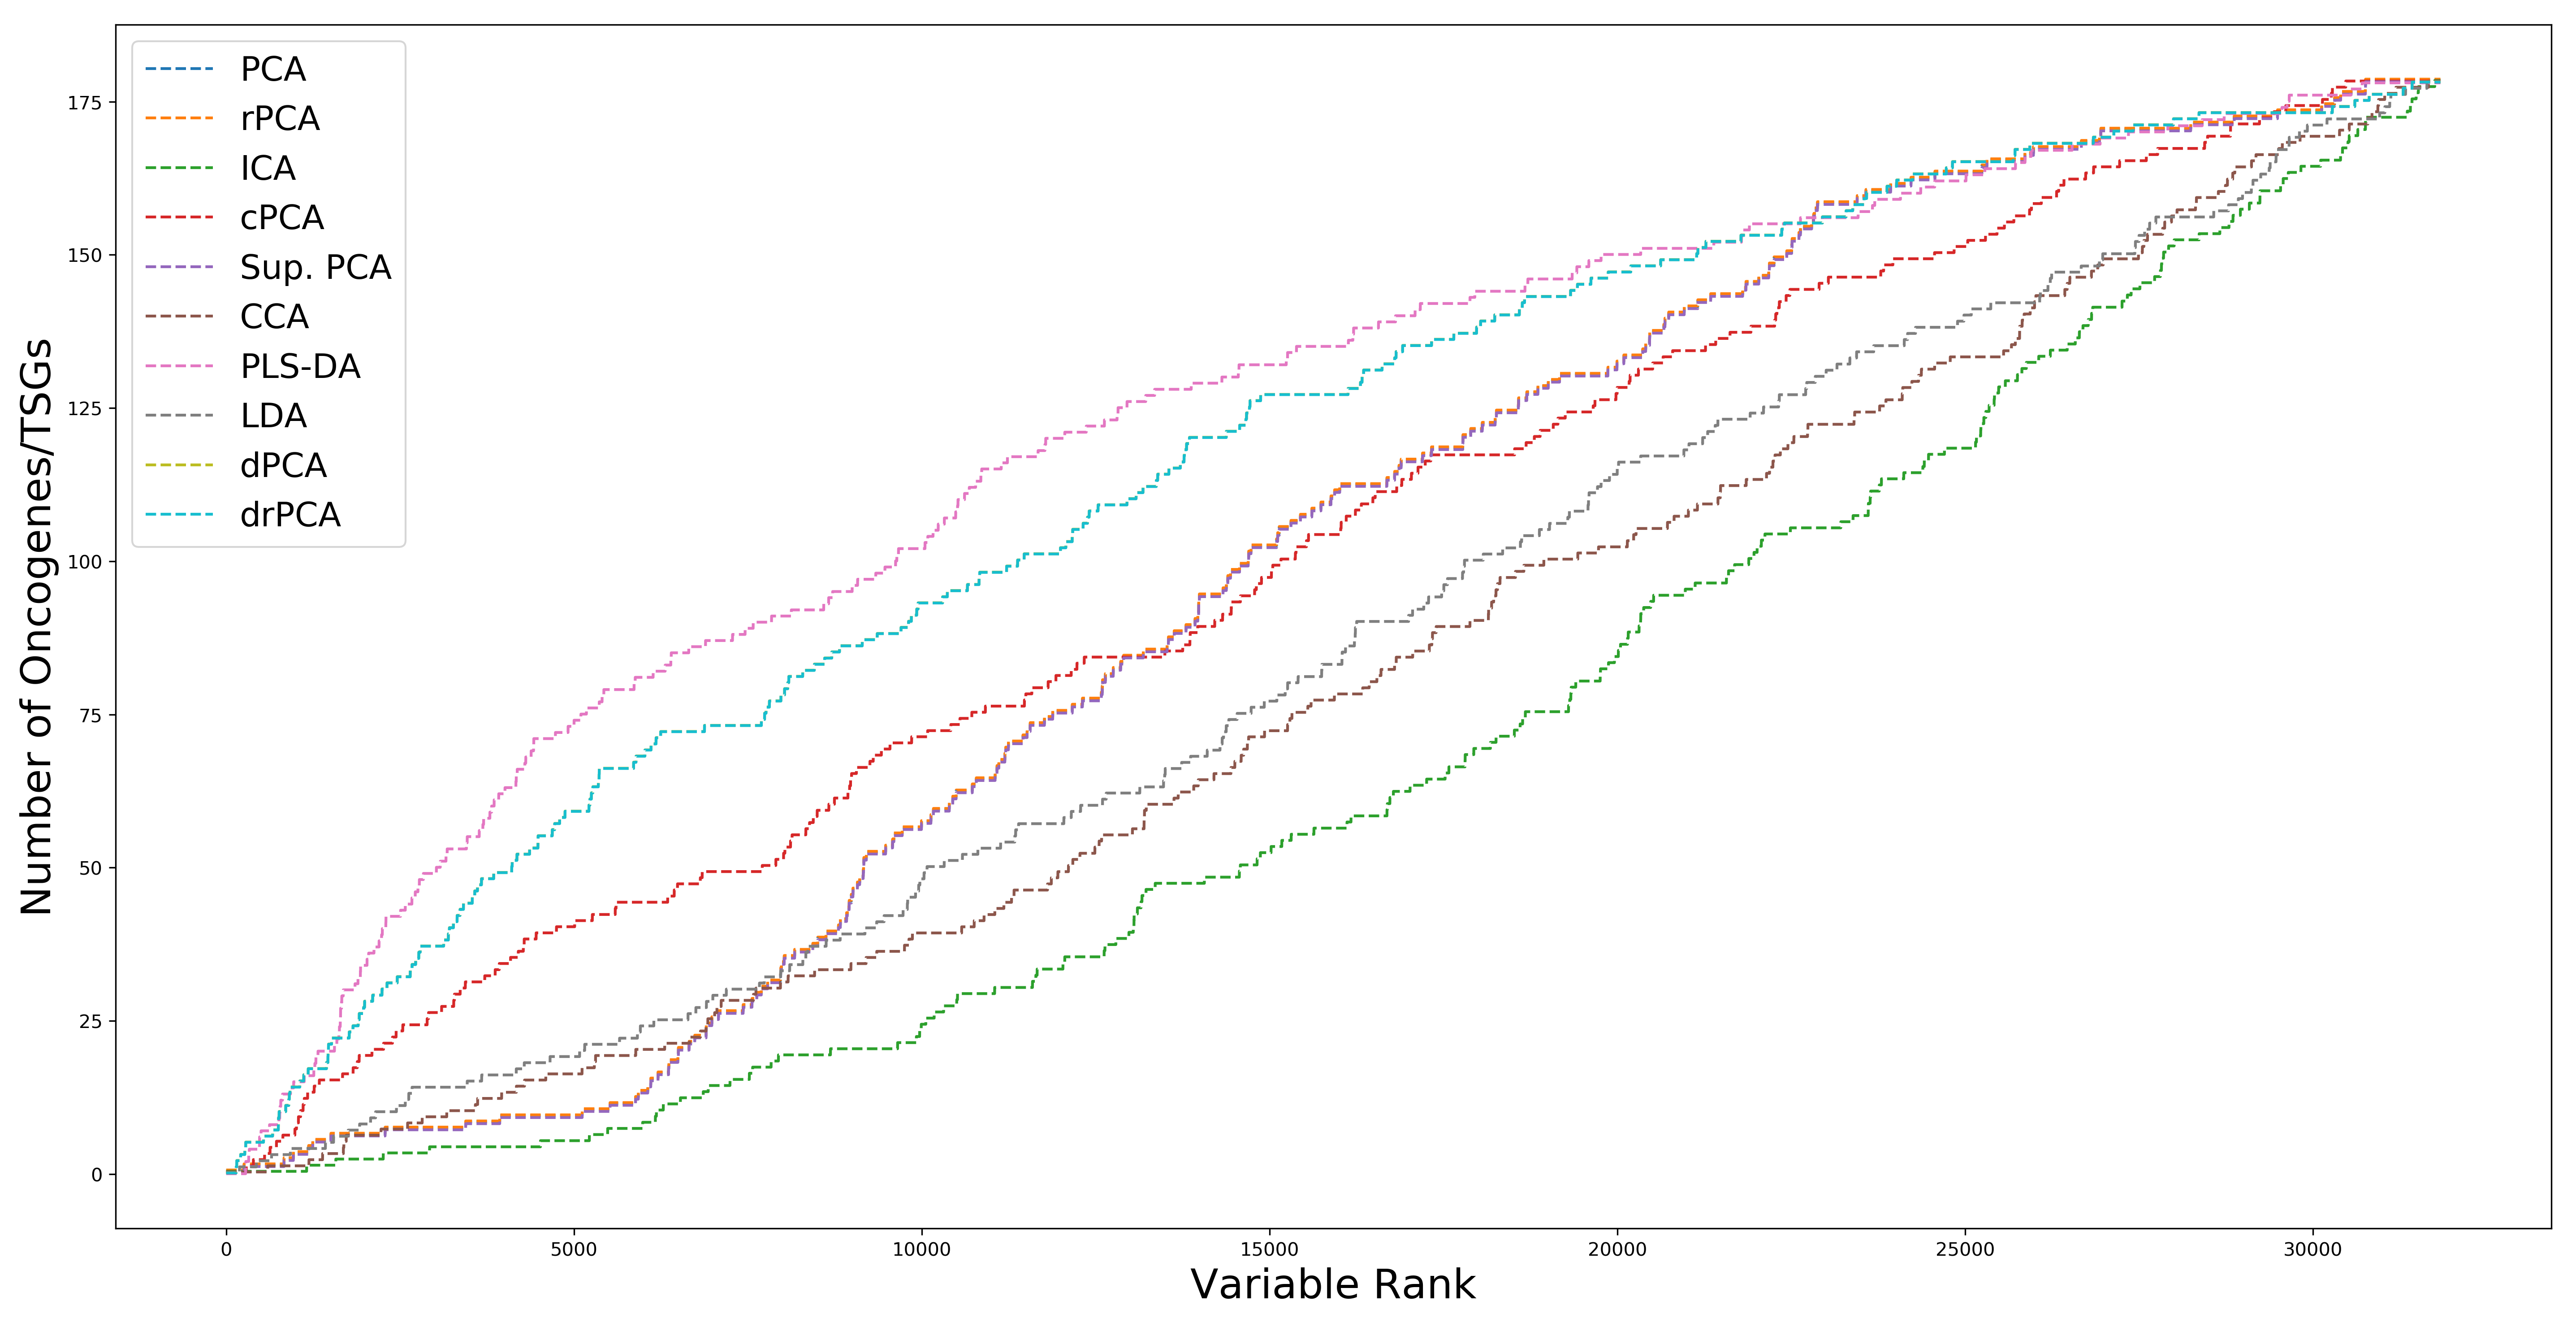 PCA
rPCA
ICA
cPCA
Sup. PCA
CCA
PLS-DA
LDA
dPCA
drPCA
175
150
125
100
75
50
25
0
Number of Oncogenes/TSGs
0 5000 10000 15000 20000 25000 30000
Variable Rank